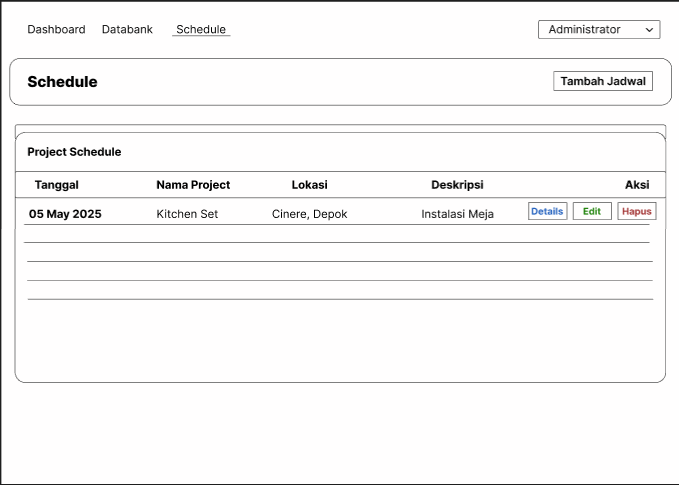 Dashboard Databank Schedule Administrator
Schedule Tambah Jadwal
Project Schedule
Tanggal Nama Project Lokasi Deskripsi Aksi
05 May 2025 Kitchen Set Cinere, Depok Instalasi Meja Details Edit Hapus